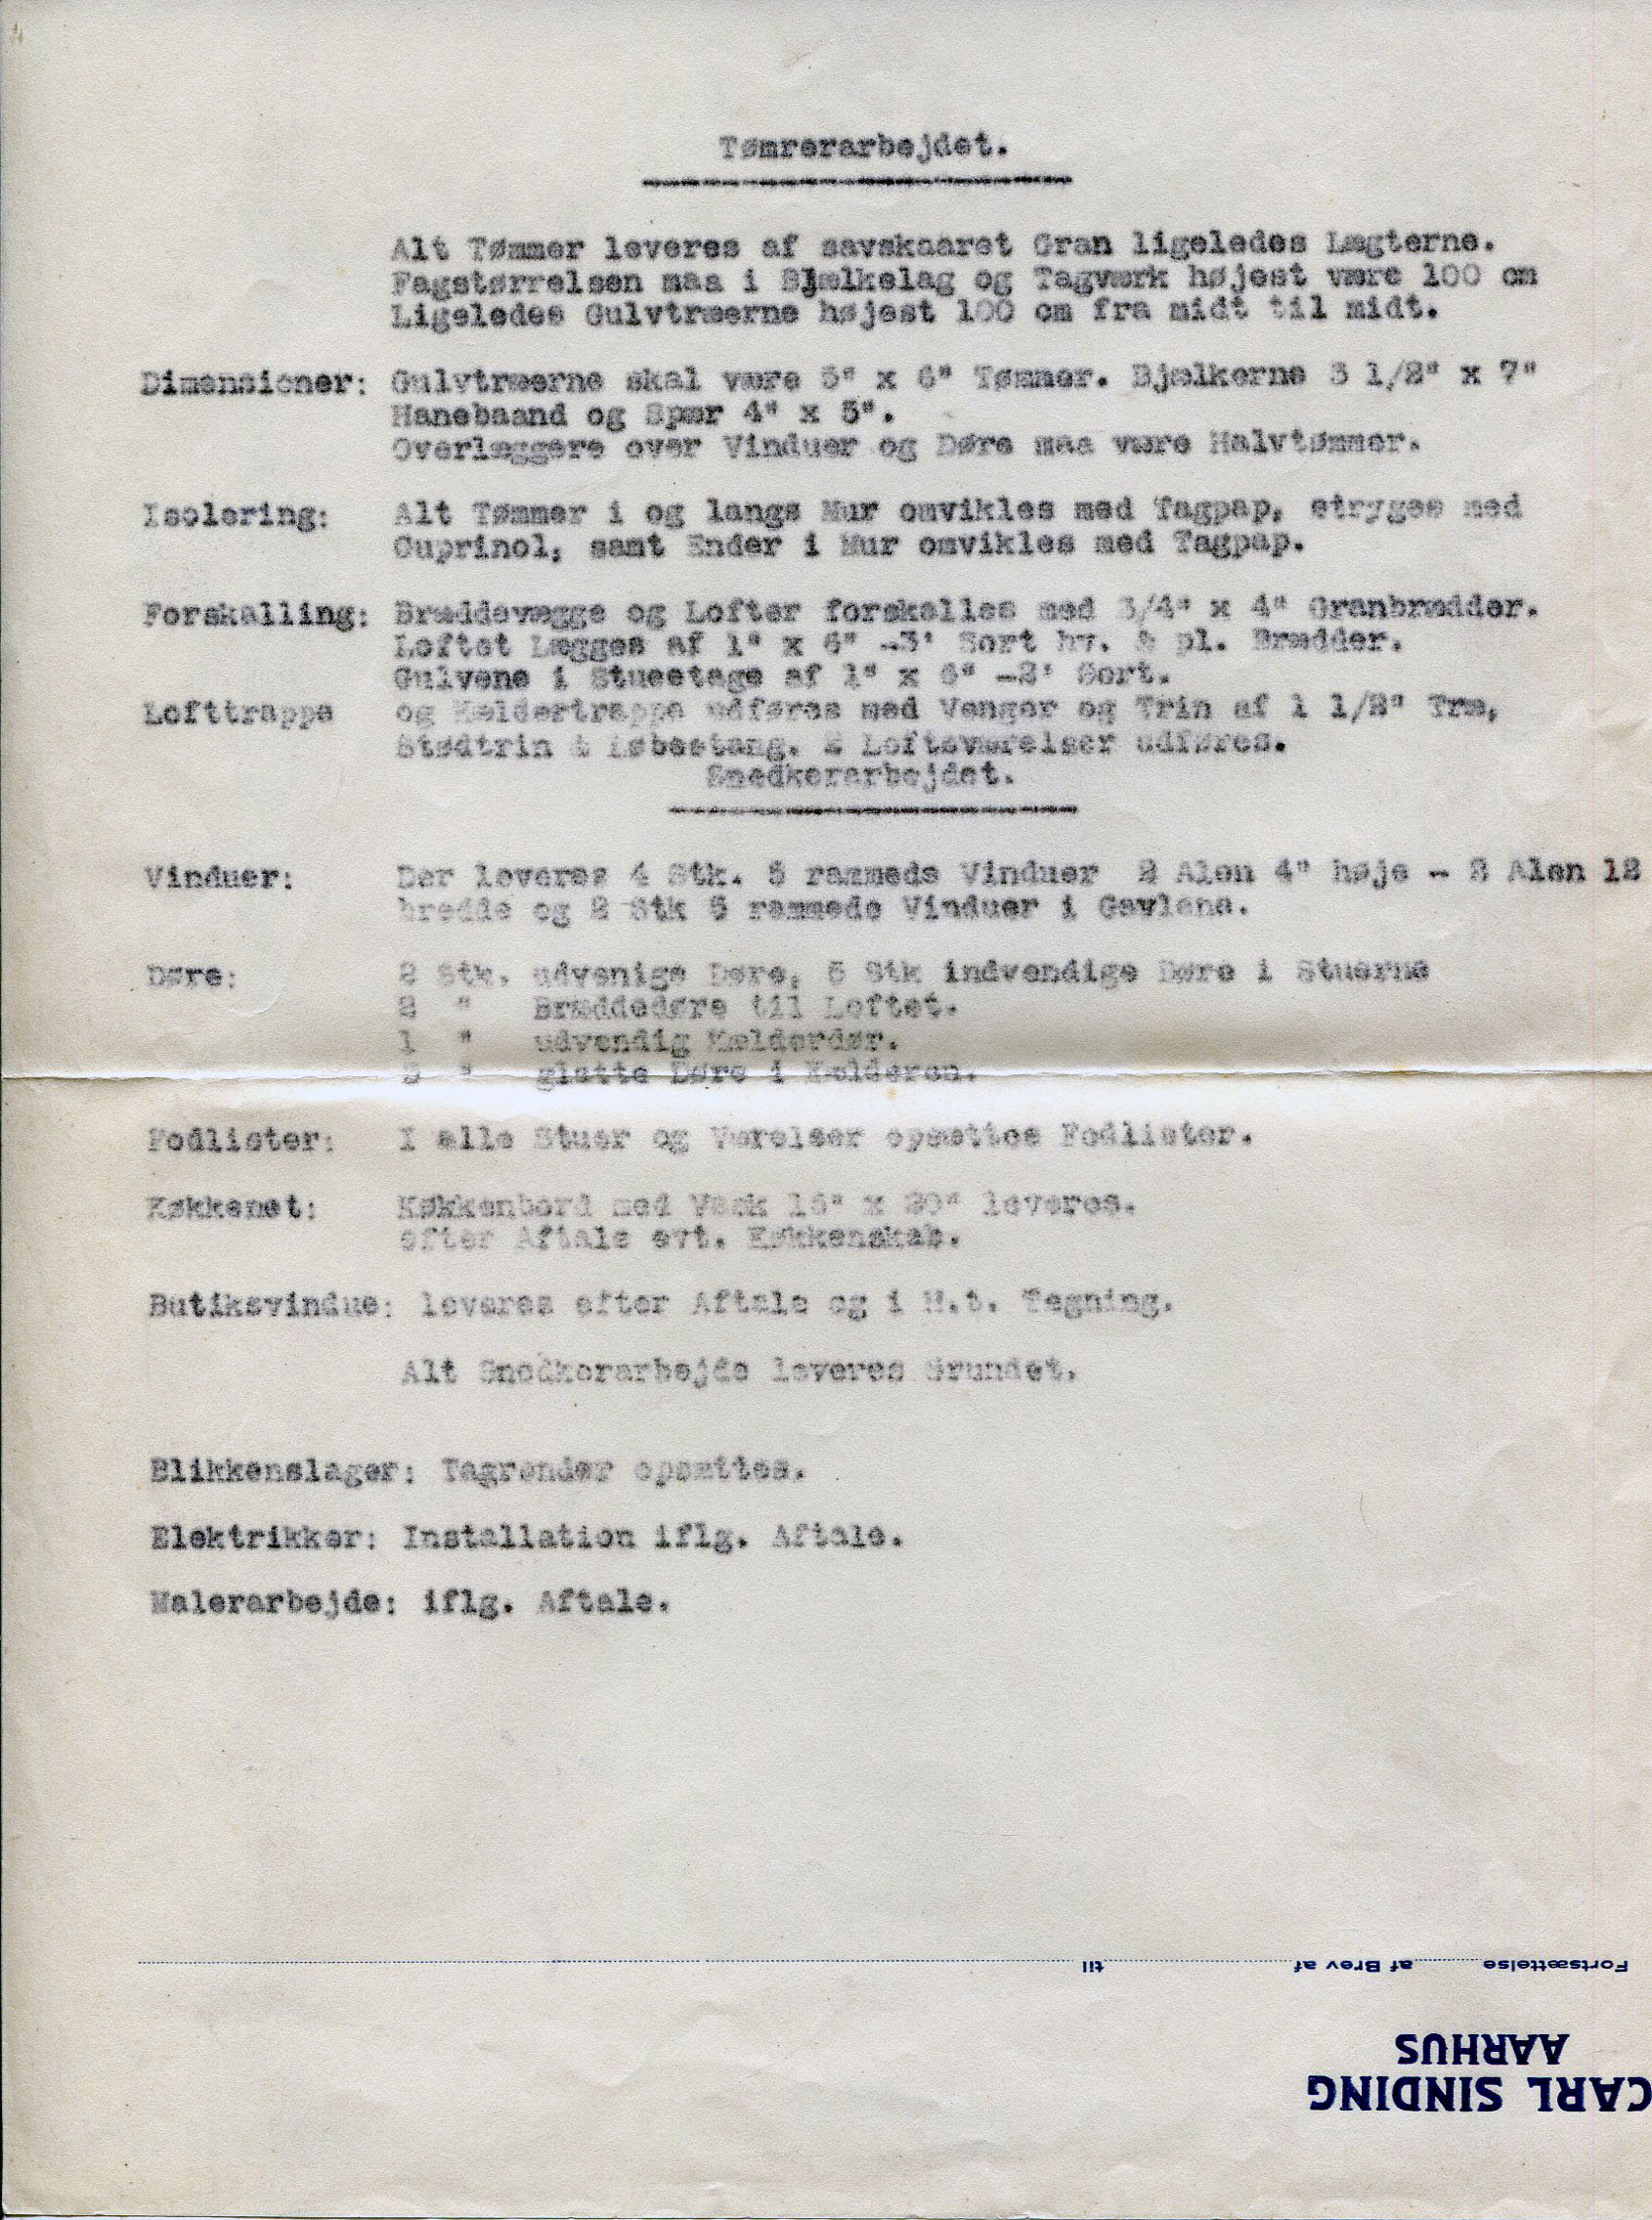 Tømrerarbejdet.
Alt Tømmer leveres af savskaaret Gran ligeledes Lægterne.
Fagstørrelsen maa i Bjælkelag og Tagværk højest være 100 cm
Ligeledes Gulvtræerne højest 100 cm fra midt til midt.
Dimensioner: Gulvtræerne skal være 5" x 6" Tømmer. Bjælkerne 3 1/2" x 7"
Hanebaand og Spær 4" x 5".
Overlæggere over Vinduer og Døre maa være Halvtømmer.
Isolering: Alt Tømmer i og langs Mur omvikles med Tagpap, stryges med
Cuprinol, samt Ender i Mur omvikles med Tagpap.
Forskalling: Bræddevægge og Lofter forskalles med 3/4" x 4" Granbrædder.
Loftet Lægges af 1" x 6" -3' Sort hv. & pl. Brædder.
Gulvene i Stueetage af 1" x 6" -2' Sort.
Lofttrappe og Kældertrappe udføres med Vanger og Trin af 1 1/2" Træ,
Stødtrin & Løbestang. 2 Loftsværelser udføres.
Snedkerarbejdet.
Vinduer: Der leveres 4 Stk. 5 rammede Vinduer 2 Alen 4" høje - 2 Alen 12
bredde og 2 Stk 5 rammede Vinduer i Gavlene.
Døre: 2 Stk. udvenige Døre, 5 Stk indvendige Døre i Stuerne
2 " Bræddedøre til Loftet.
1 " udvendig Kælderdør.
" glatte Døre i Kælderen.
Fodlister: I alle Stuer og Værelser opsættes Fodlister.
Køkkenet: Køkkenbord med Vask 16" x leveres.
efter Aftale evt. Køkkenskab.
Butiksvindue: leveres efter Aftale og i H.t. Tegning.
Alt Snedkerarbejde leveres Grundet.
Blikkenslager: Tagrender opsættes.
Elektrikker: Installation iflg. Aftale.
Malerarbejde: iflg. Aftale.
Fortsættelse af Brev af til
CARL SINDING
AARHUS